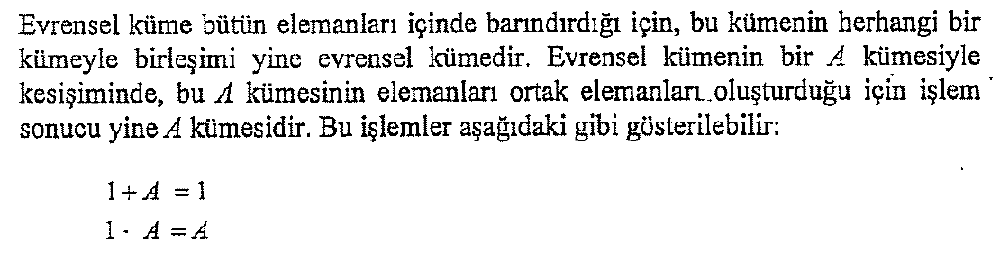 Evrensel küme bütün elemanları içinde barındırdığı için, bu kümenin herhangi bir
kümeyle birleşimi yine evrensel kümedir. Evrensel kümenin bir A kümesiyle
kesişiminde, bu A kümesinin elemanları ortak elemanları oluşturduğu için işlem
sonucu yine A kümesidir. Bu işlemler aşağıdaki gibi gösterilebilir:
1 + A = 1
1 · A = A